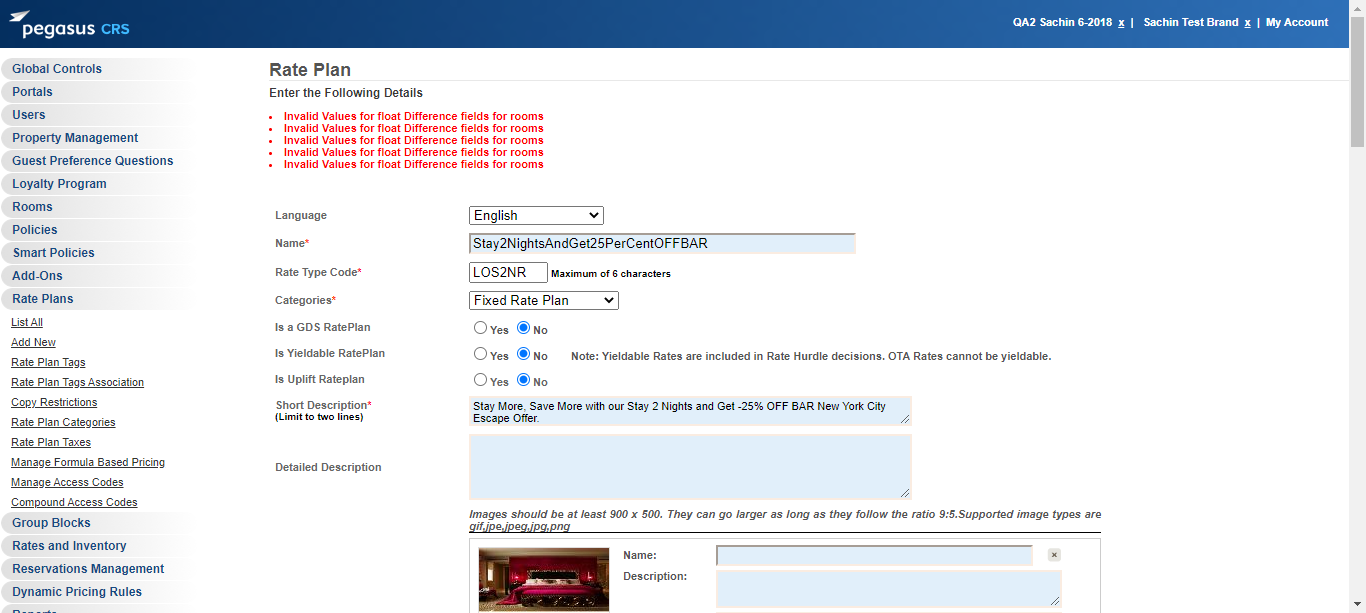 pegasus CRS
QA2 Sachin 6-2018 x | Sachin Test Brand x | My Account
Global Controls
Portals
Users
Property Management
Guest Preference Questions
Loyalty Program
Rooms
Policies
Smart Policies
Add-Ons
Rate Plans
List All
Add New
Rate Plan Tags
Rate Plan Tags Association
Copy Restrictions
Rate Plan Categories
Rate Plan Taxes
Manage Formula Based Pricing
Manage Access Codes
Compound Access Codes
Group Blocks
Rates and Inventory
Reservations Management
Dynamic Pricing Rules
Reports
Rate Plan
Enter the Following Details
Invalid Values for float Difference fields for rooms
Invalid Values for float Difference fields for rooms
Invalid Values for float Difference fields for rooms
Invalid Values for float Difference fields for rooms
Invalid Values for float Difference fields for rooms
Language English
Name* Stay2NightsAndGet25PerCentOFFBAR
Rate Type Code* LOS2NR Maximum of 6 characters
Categories* Fixed Rate Plan
Is a GDS RatePlan Yes No
Is Yieldable RatePlan Yes No Note: Yieldable Rates are included in Rate Hurdle decisions. OTA Rates cannot be yieldable.
Is Uplift Rateplan Yes No
Short Description*
(Limit to two lines)
Stay More, Save More with our Stay 2 Nights and Get -25% OFF BAR New York City
Escape Offer.
Detailed Description
Images should be at least 900 x 500. They can go larger as long as they follow the ratio 9:5.Supported image types are
gif,jpe,jpeg,jpg,png
Name:
Description: